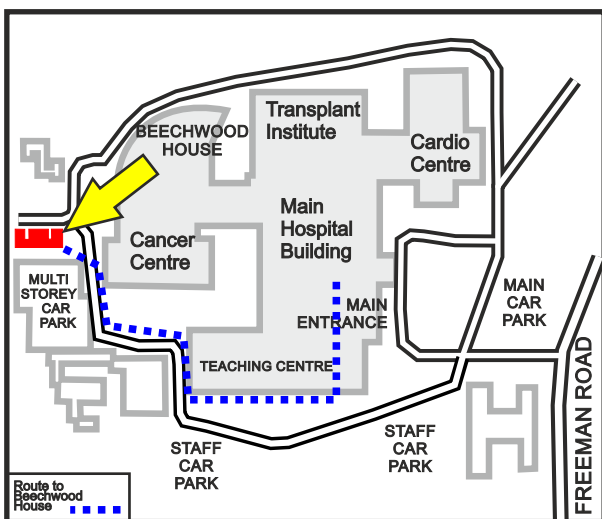 Transplant
Institute
BEECHWOOD
HOUSE
Cardio
Centre
Main
Hospital
Building
Cancer
Centre
MULTI
STOREY
CAR
PARK
MAIN
ENTRANCE
MAIN
CAR
PARK
TEACHING CENTRE
STAFF
CAR
PARK
STAFF
CAR
PARK
FREEMAN ROAD
Route to
Beechwood
House